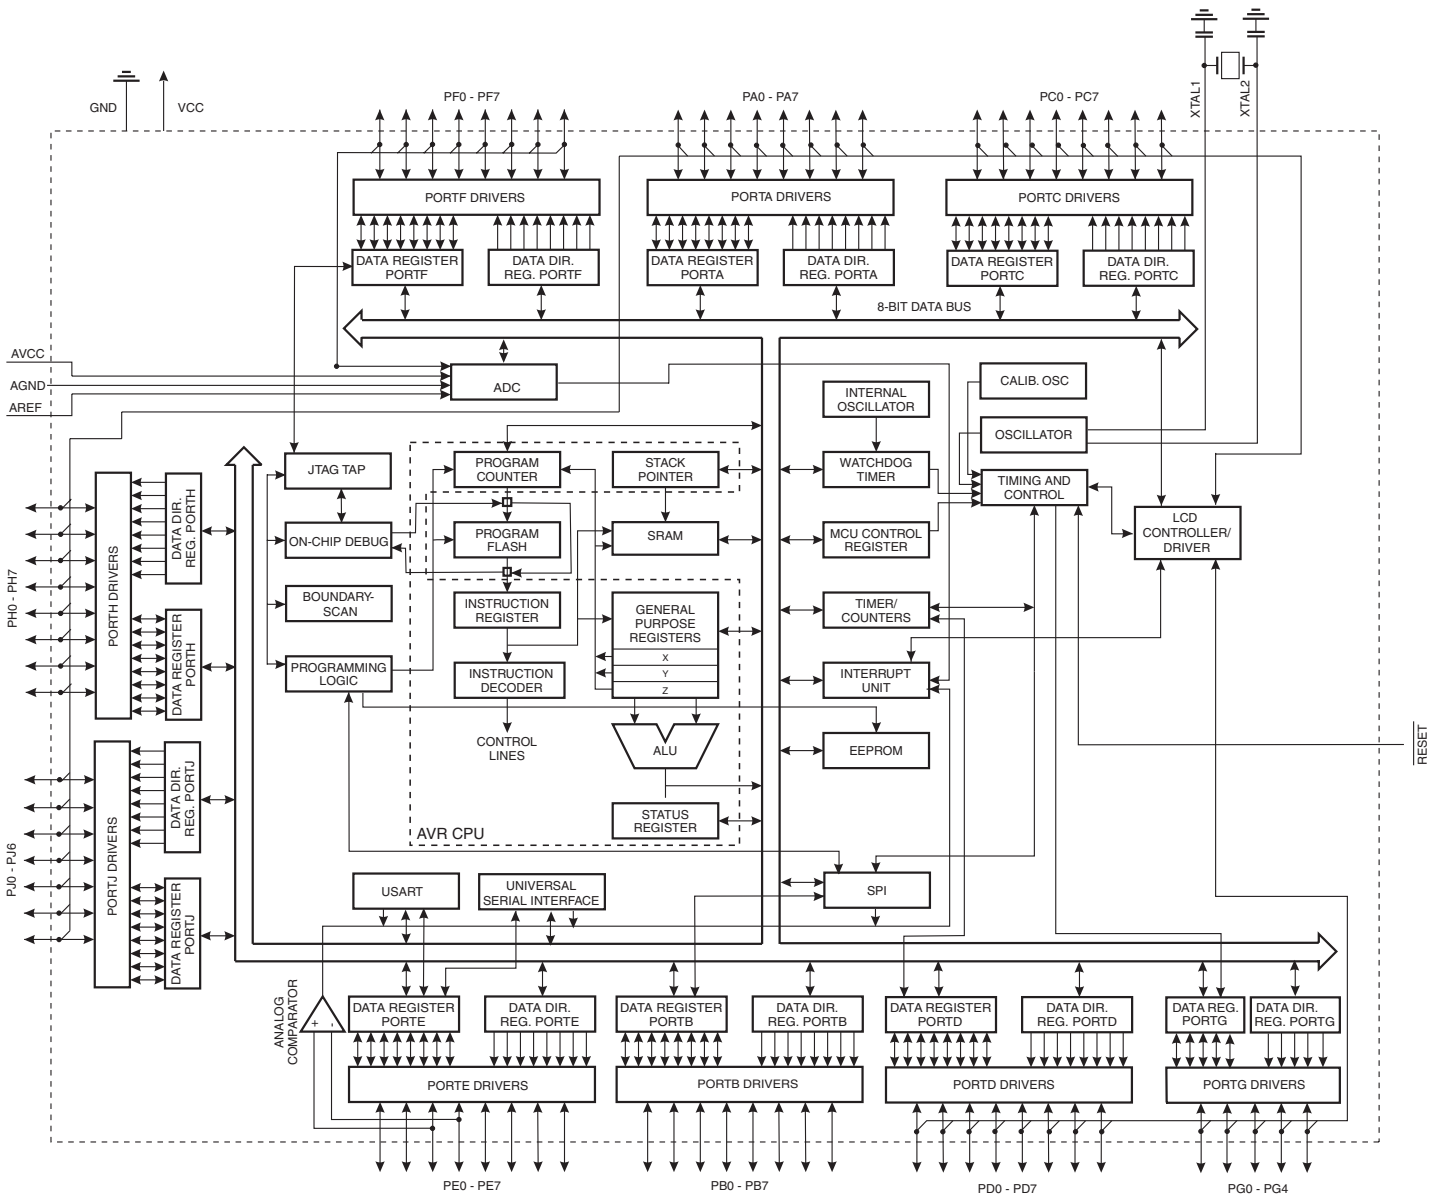 XTAL1
XTAL2
GND
VCC
PF0 - PF7
PA0 - PA7
PC0 - PC7
PORTF DRIVERS
PORTA DRIVERS
PORTC DRIVERS
DATA REGISTER
PORTF
DATA DIR.
REG. PORTF
DATA REGISTER
PORTA
DATA DIR.
REG. PORTA
DATA REGISTER
PORTC
DATA DIR.
REG. PORTC
8-BIT DATA BUS
AVCC
AGND
AREF
ADC
INTERNAL
OSCILLATOR
CALIB. OSC
OSCILLATOR
JTAG TAP
PROGRAM
COUNTER
STACK
POINTER
WATCHDOG
TIMER
TIMING AND
CONTROL
ON-CHIP DEBUG
PROGRAM
FLASH
SRAM
MCU CONTROL
REGISTER
LCD
CONTROLLER/
DRIVER
BOUNDARY-
SCAN
INSTRUCTION
REGISTER
GENERAL
PURPOSE
REGISTERS
X
Y
Z
TIMER/
COUNTERS
PROGRAMMING
LOGIC
INSTRUCTION
DECODER
INTERRUPT
UNIT
CONTROL
LINES
ALU
EEPROM
RESET
STATUS
REGISTER
AVR CPU
PH0 - PH7
PORTH DRIVERS
DATA DIR.
REG. PORTH
DATA REGISTER
PORTH
PJ0 - PJ6
PORTJ DRIVERS
DATA DIR.
REG. PORTJ
DATA REGISTER
PORTJ
USART
UNIVERSAL
SERIAL INTERFACE
SPI
ANALOG
COMPARATOR
+
-
DATA REGISTER
PORTE
DATA DIR.
REG. PORTE
DATA REGISTER
PORTB
DATA DIR.
REG. PORTB
DATA REGISTER
PORTD
DATA DIR.
REG. PORTD
DATA REG.
PORTG
DATA DIR.
REG. PORTG
PORTE DRIVERS
PORTB DRIVERS
PORTD DRIVERS
PORTG DRIVERS
PE0 - PE7
PB0 - PB7
PD0 - PD7
PG0 - PG4